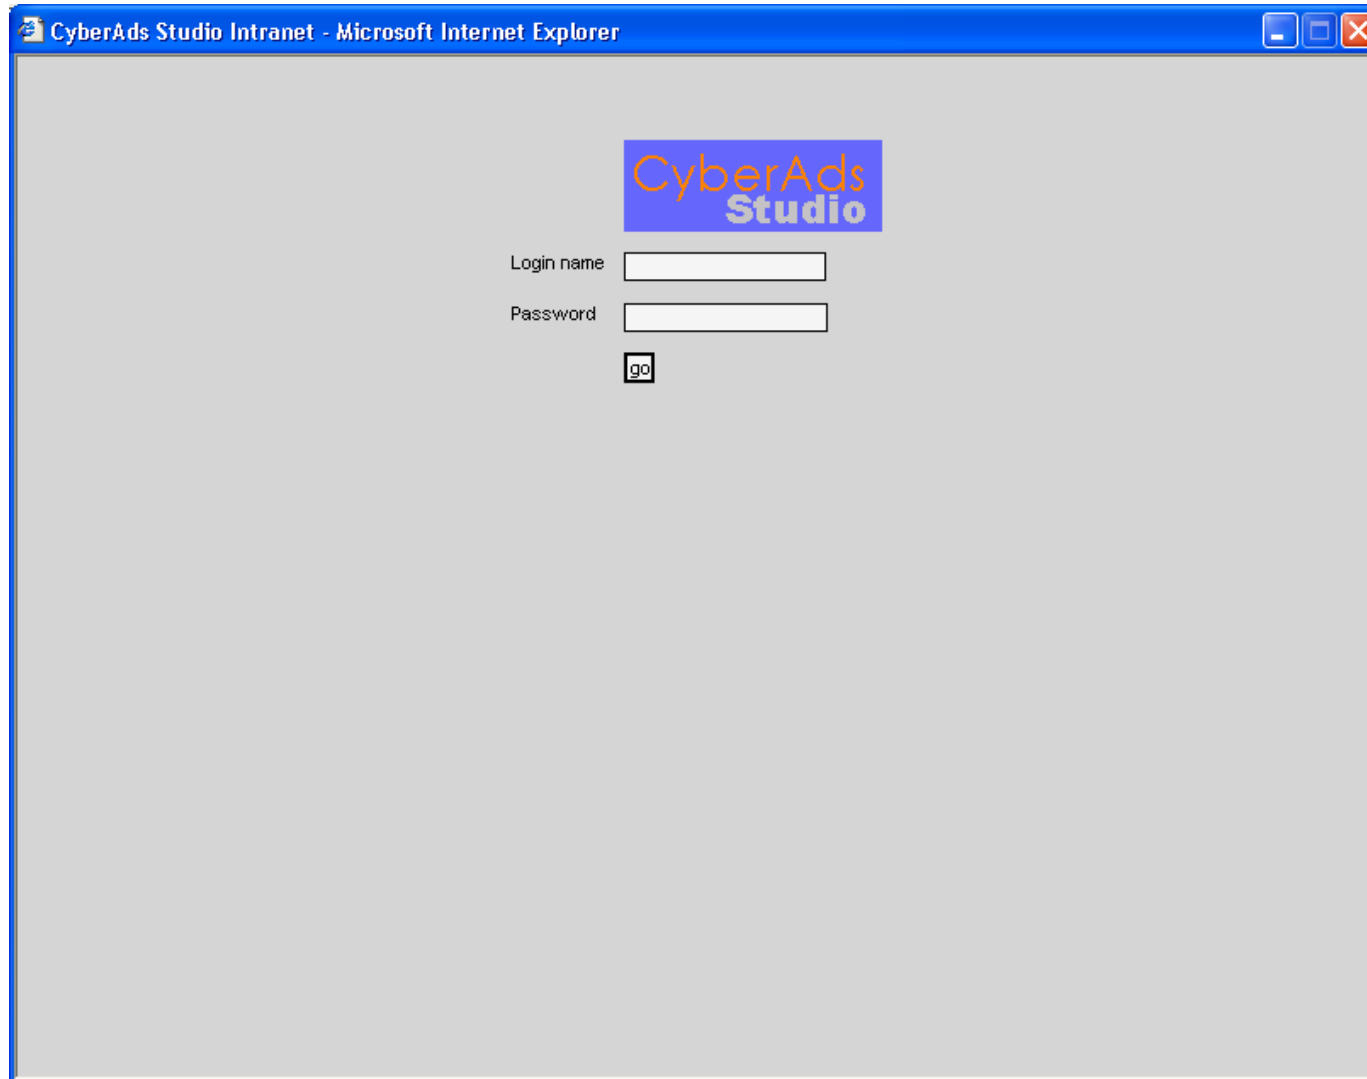 CyberAds Studio Intranet - Microsoft Internet Explorer
CyberAds
Studio
Login name
Password
go